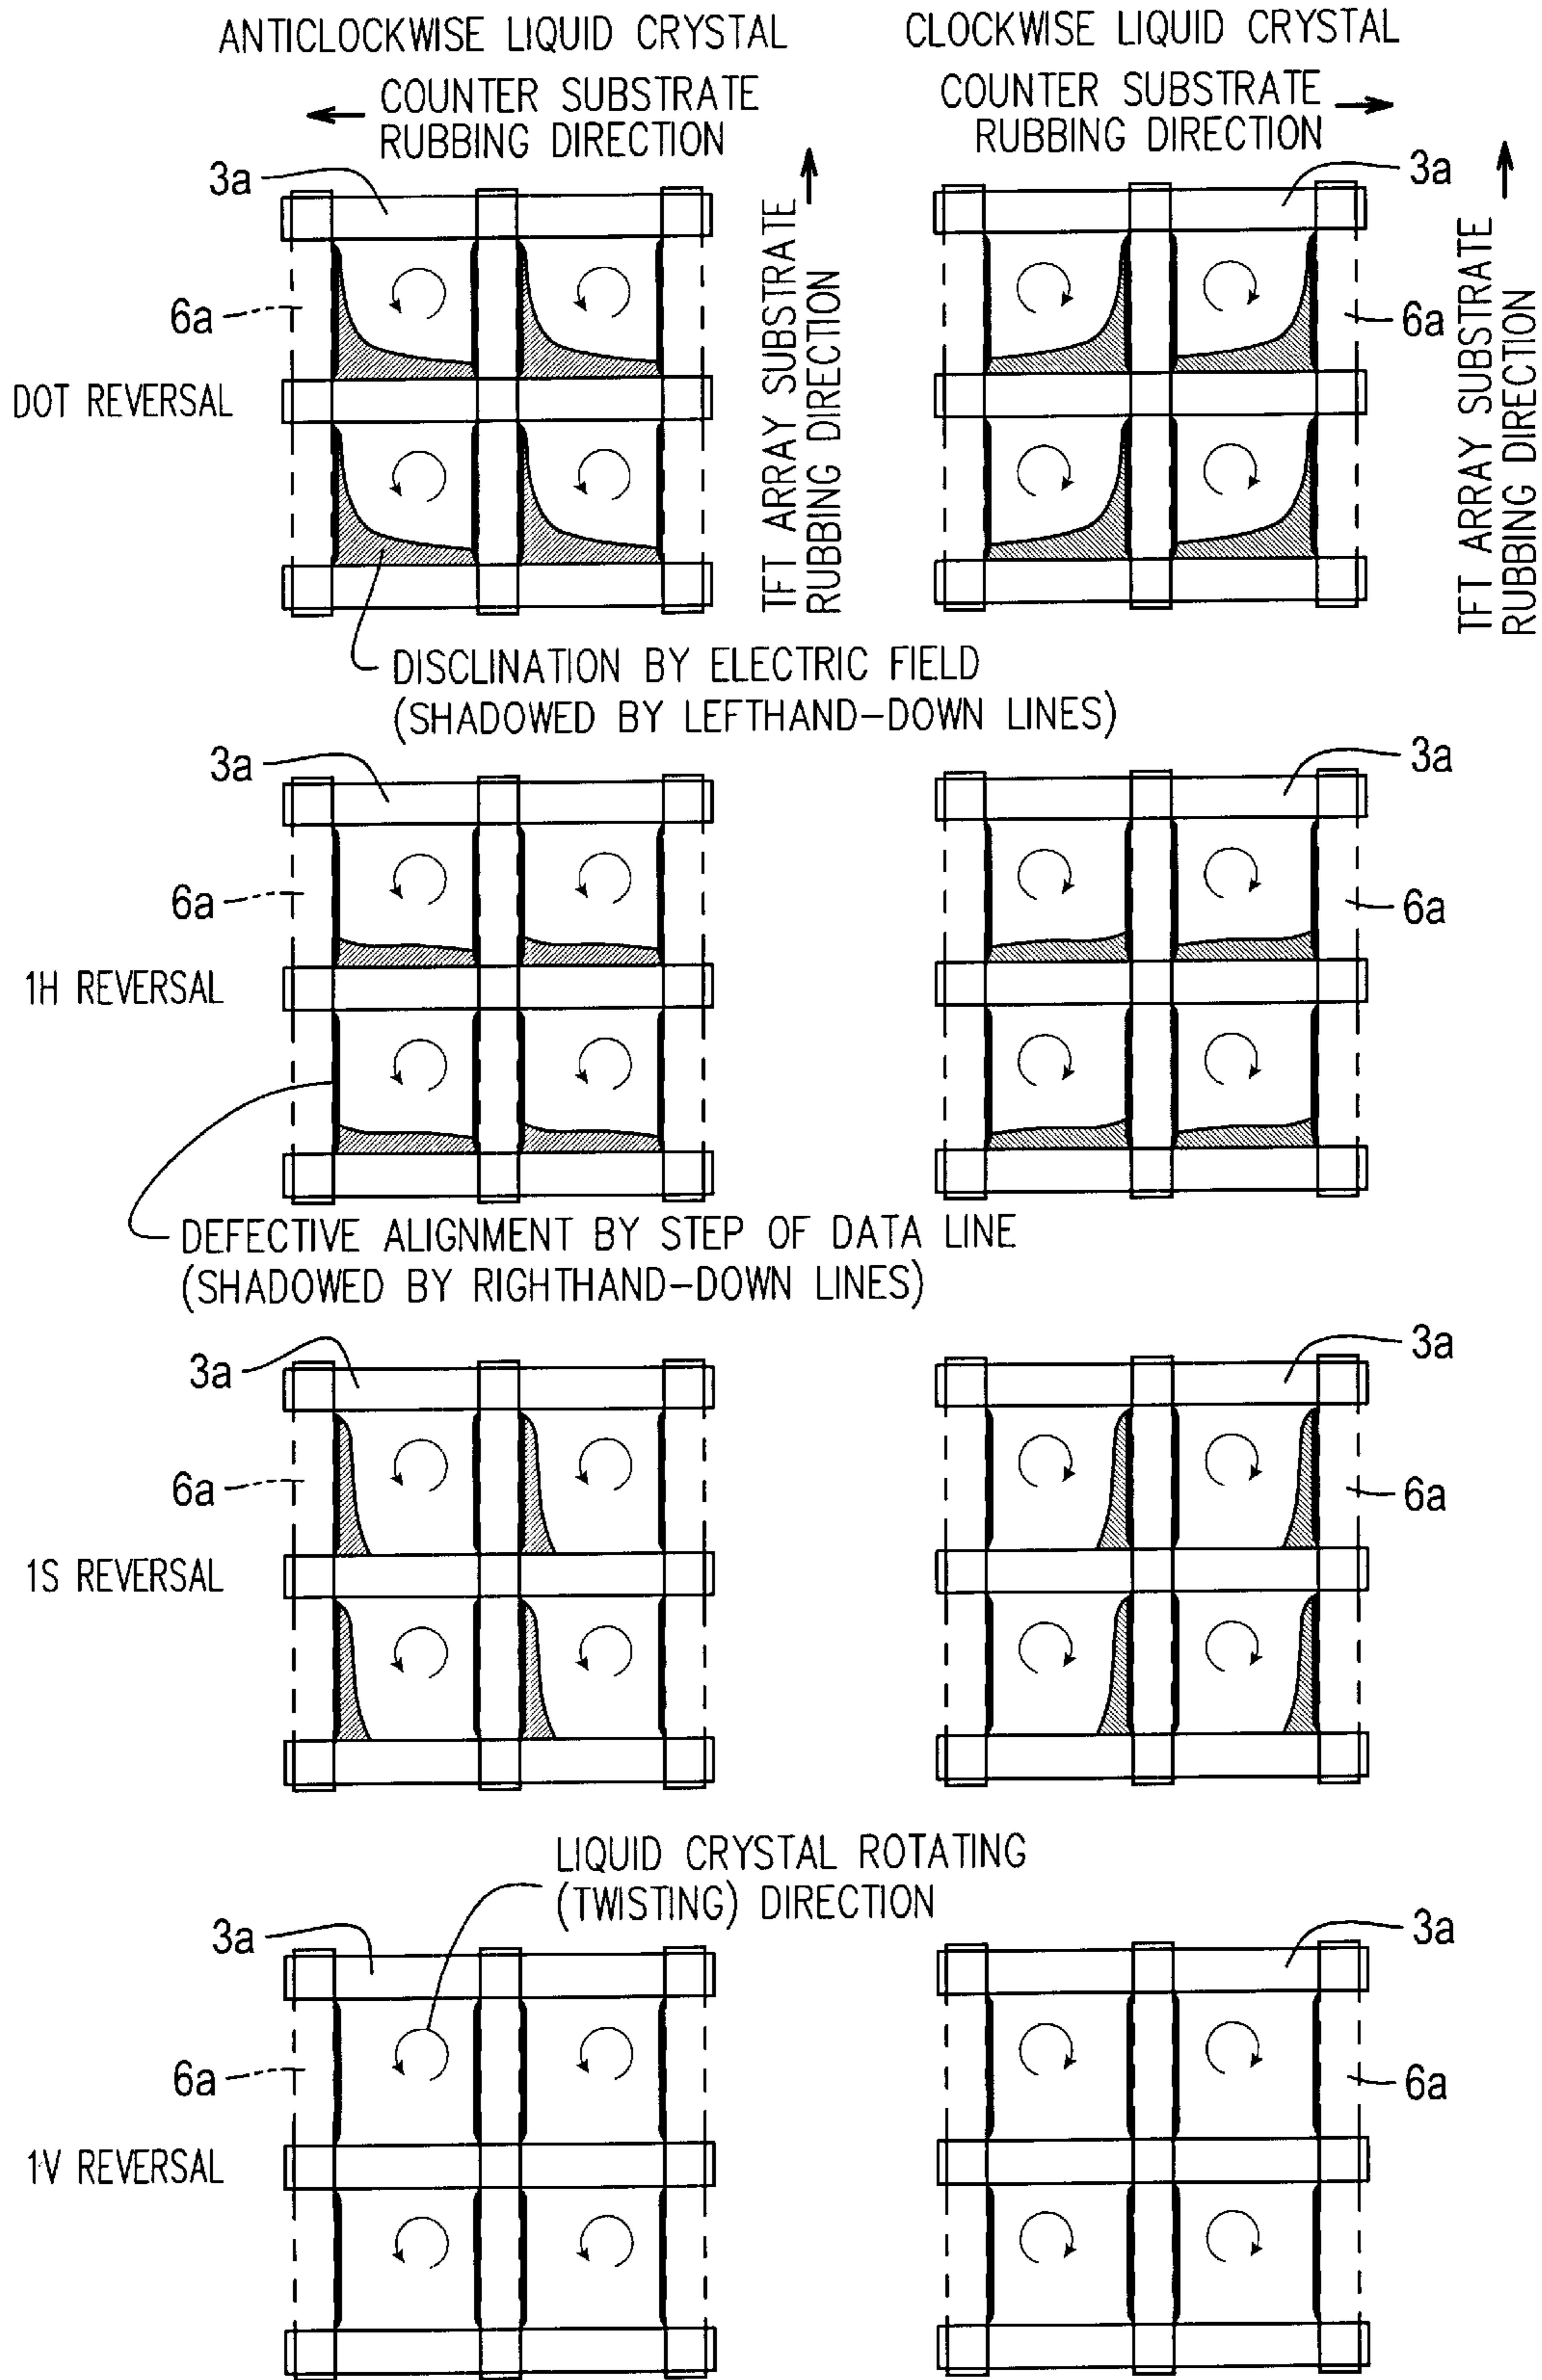 ANTICLOCKWISE LIQUID CRYSTAL
CLOCKWISE LIQUID CRYSTAL
COUNTER SUBSTRATE
RUBBING DIRECTION
COUNTER SUBSTRATE
RUBBING DIRECTION
3a
3a
TFT ARRAY SUBSTRATE
RUBBING DIRECTION
TFT ARRAY SUBSTRATE
RUBBING DIRECTION
6a
6a
DOT REVERSAL
DISCLINATION BY ELECTRIC FIELD
(SHADOWED BY LEFTHAND-DOWN LINES)
3a
3a
6a
6a
1H REVERSAL
DEFECTIVE ALIGNMENT BY STEP OF DATA LINE
(SHADOWED BY RIGHTHAND-DOWN LINES)
3a
3a
6a
6a
1S REVERSAL
LIQUID CRYSTAL ROTATING
(TWISTING) DIRECTION
3a
3a
6a
6a
1V REVERSAL